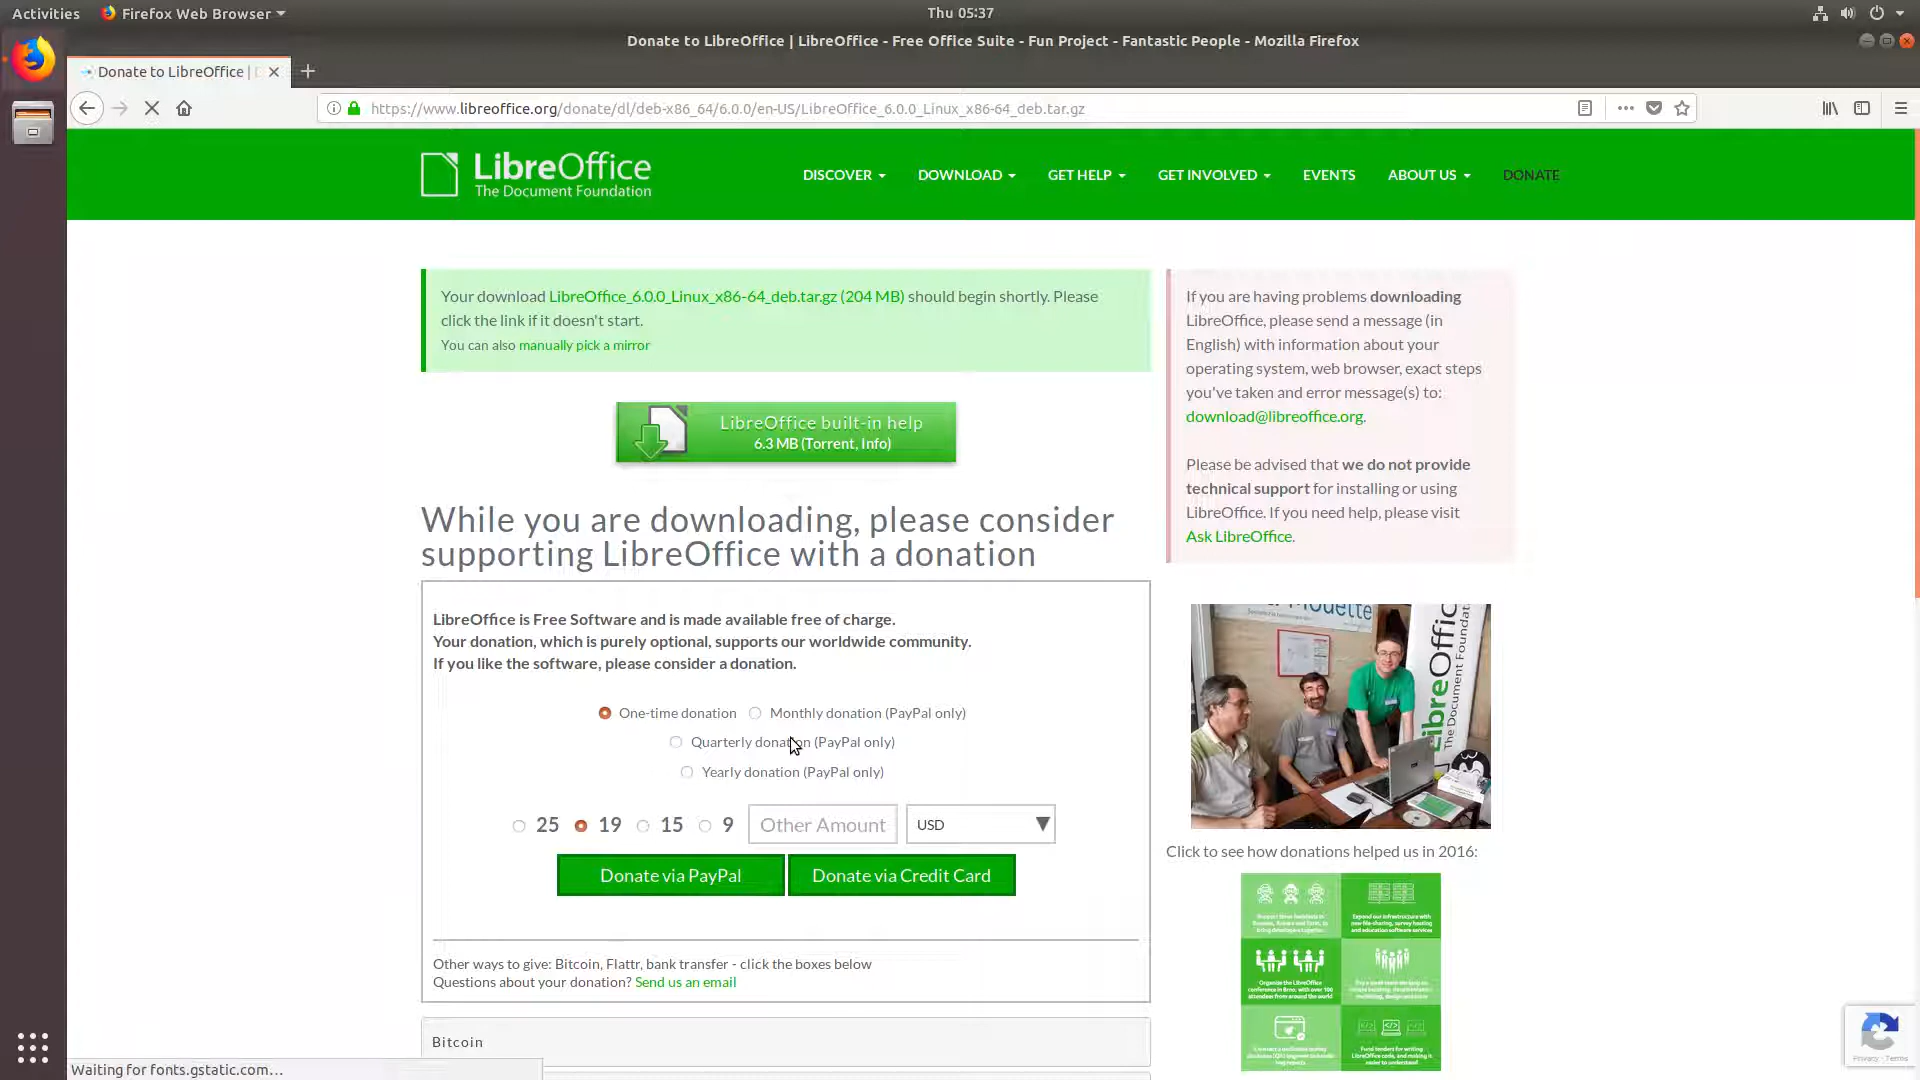 Activities
Firefox Web Browser
Thu 05:37
Donate to LibreOffice | LibreOffice - Free Office Suite - Fun Project - Fantastic People - Mozilla Firefox
Donate to LibreOffice |
https://www.libreoffice.org/donate/dl/deb-x86_64/6.0.0/en-US/LibreOffice_6.0.0_Linux_x86-64_deb.tar.gz
LibreOffice
The Document Foundation
DISCOVER
DOWNLOAD
GET HELP
GET INVOLVED
EVENTS
ABOUT US
DONATE
Your download LibreOffice_6.0.0_Linux_x86-64_deb.tar.gz (204 MB) should begin shortly. Please
click the link if it doesn't start.
You can also manually pick a mirror
LibreOffice built-in help
6.3 MB (Torrent, Info)
While you are downloading, please consider
supporting LibreOffice with a donation
LibreOffice is Free Software and is made available free of charge.
Your donation, which is purely optional, supports our worldwide community.
If you like the software, please consider a donation.
One-time donation
Monthly donation (PayPal only)
Quarterly donation (PayPal only)
Yearly donation (PayPal only)
25
19
15
9
Other Amount
USD
Donate via PayPal
Donate via Credit Card
Other ways to give: Bitcoin, Flattr, bank transfer - click the boxes below
Questions about your donation? Send us an email
Bitcoin
If you are having problems downloading
LibreOffice, please send a message (in
English) with information about your
operating system, web browser, exact steps
you've taken and error message(s) to:
download@libreoffice.org.
Please be advised that we do not provide
technical support for installing or using
LibreOffice. If you need help, please visit
Ask LibreOffice.
LibreOffice
The Document Foundat
Click to see how donations helped us in 2016:
Privacy - Terms
Waiting for fonts.gstatic.com…